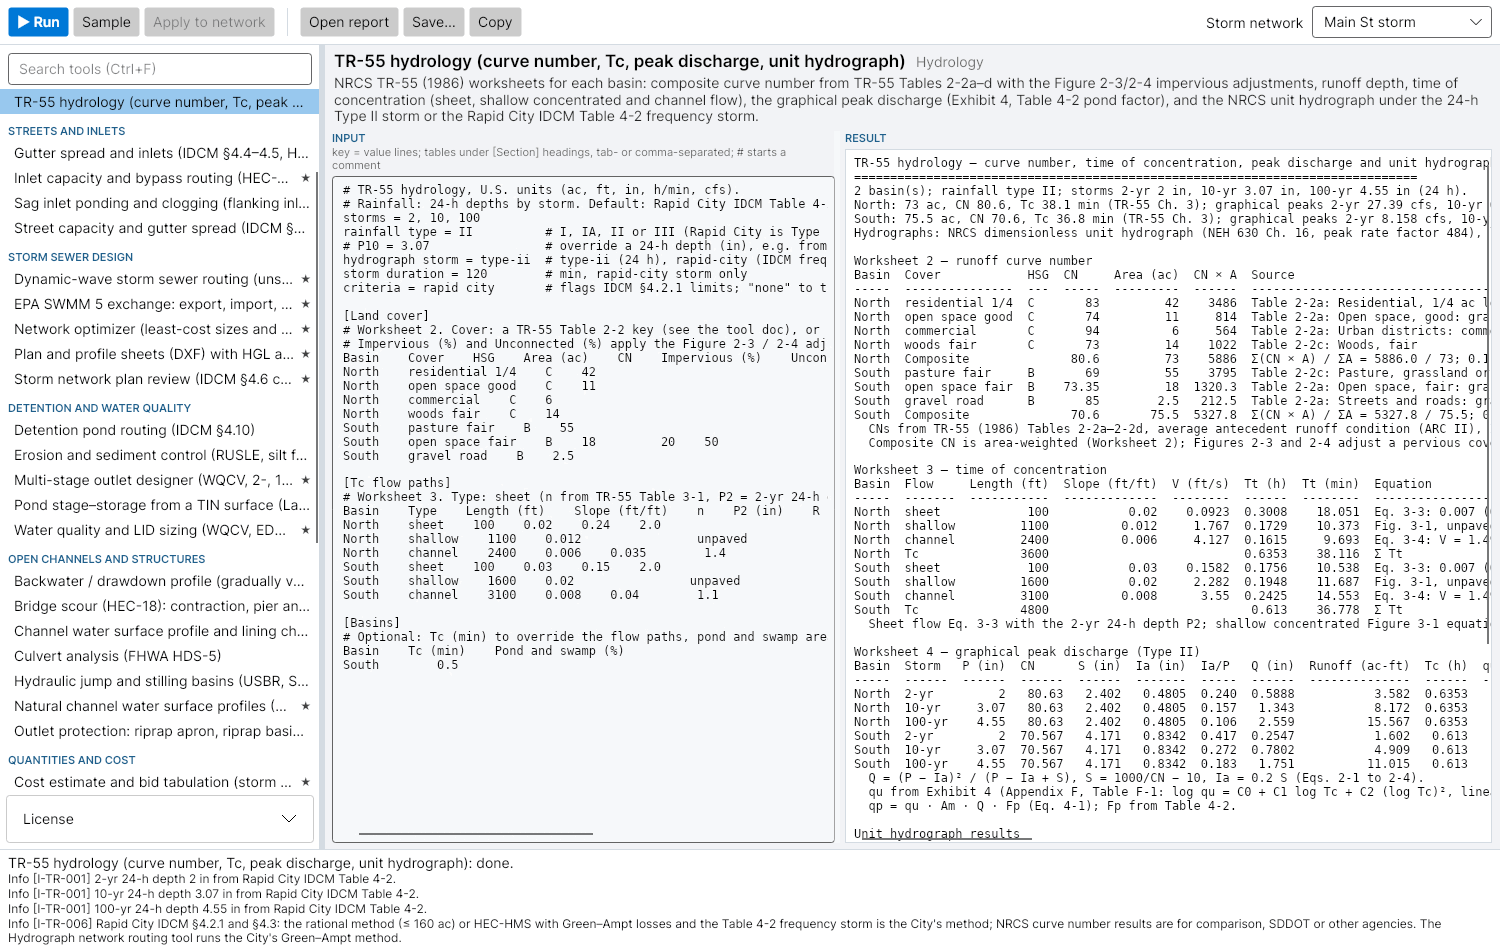 Run Sample Apply to network Open report Save... Copy Storm network Main St storm
Search tools (Ctrl+F)
TR-55 hydrology (curve number, Tc, peak ...
STREETS AND INLETS
Gutter spread and inlets (IDCM §4.4–4.5, H...
Inlet capacity and bypass routing (HEC-... ★
Sag inlet ponding and clogging (flanking inl...
Street capacity and gutter spread (IDCM §...
STORM SEWER DESIGN
Dynamic-wave storm sewer routing (uns... ★
EPA SWMM 5 exchange: export, import, ... ★
Network optimizer (least-cost sizes and ... ★
Plan and profile sheets (DXF) with HGL a... ★
Storm network plan review (IDCM §4.6 c... ★
DETENTION AND WATER QUALITY
Detention pond routing (IDCM §4.10)
Erosion and sediment control (RUSLE, silt f...
Multi-stage outlet designer (WQCV, 2-, 1... ★
Pond stage–storage from a TIN surface (La...
Water quality and LID sizing (WQCV, ED... ★
OPEN CHANNELS AND STRUCTURES
Backwater / drawdown profile (gradually v...
Bridge scour (HEC-18): contraction, pier an...
Channel water surface profile and lining ch...
Culvert analysis (FHWA HDS-5)
Hydraulic jump and stilling basins (USBR, S...
Natural channel water surface profiles (... ★
Outlet protection: riprap apron, riprap basi...
QUANTITIES AND COST
Cost estimate and bid tabulation (storm ... ★
License
TR-55 hydrology (curve number, Tc, peak discharge, unit hydrograph) Hydrology
NRCS TR-55 (1986) worksheets for each basin: composite curve number from TR-55 Tables 2-2a–d with the Figure 2-3/2-4 impervious adjustments, runoff depth, time of
concentration (sheet, shallow concentrated and channel flow), the graphical peak discharge (Exhibit 4, Table 4-2 pond factor), and the NRCS unit hydrograph under the 24-h
Type II storm or the Rapid City IDCM Table 4-2 frequency storm.
INPUT
key = value lines; tables under [Section] headings, tab- or comma-separated; # starts a
comment
# TR-55 hydrology, U.S. units (ac, ft, in, h/min, cfs).
# Rainfall: 24-h depths by storm. Default: Rapid City IDCM Table 4-
storms = 2, 10, 100
rainfall type = II # I, IA, II or III (Rapid City is Type
# P10 = 3.07 # override a 24-h depth (in), e.g. from
hydrograph storm = type-ii # type-ii (24 h), rapid-city (IDCM freq
storm duration = 120 # min, rapid-city storm only
criteria = rapid city # flags IDCM §4.2.1 limits; "none" to t
[Land cover]
# Worksheet 2. Cover: a TR-55 Table 2-2 key (see the tool doc), or
# Impervious (%) and Unconnected (%) apply the Figure 2-3 / 2-4 adj
Basin Cover HSG Area (ac) CN Impervious (%) Uncon
North residential 1/4 C 42
North open space good C 11
North commercial C 6
North woods fair C 14
South pasture fair B 55
South open space fair B 18 20 50
South gravel road B 2.5
[Tc flow paths]
# Worksheet 3. Type: sheet (n from TR-55 Table 3-1, P2 = 2-yr 24-h
Basin Type Length (ft) Slope (ft/ft) n P2 (in) R
North sheet 100 0.02 0.24 2.0
North shallow 1100 0.012 unpaved
North channel 2400 0.006 0.035 1.4
South sheet 100 0.03 0.15 2.0
South shallow 1600 0.02 unpaved
South channel 3100 0.008 0.04 1.1
[Basins]
# Optional: Tc (min) to override the flow paths, pond and swamp are
Basin Tc (min) Pond and swamp (%)
South 0.5
RESULT
TR-55 hydrology — curve number, time of concentration, peak discharge and unit hydrograp
==============================================================================
2 basin(s); rainfall type II; storms 2-yr 2 in, 10-yr 3.07 in, 100-yr 4.55 in (24 h).
North: 73 ac, CN 80.6, Tc 38.1 min (TR-55 Ch. 3); graphical peaks 2-yr 27.39 cfs, 10-yr
South: 75.5 ac, CN 70.6, Tc 36.8 min (TR-55 Ch. 3); graphical peaks 2-yr 8.158 cfs, 10-y
Hydrographs: NRCS dimensionless unit hydrograph (NEH 630 Ch. 16, peak rate factor 484),
Worksheet 2 — runoff curve number
Basin Cover HSG CN Area (ac) CN × A Source
----- --------------- --- ----- --------- ------ ---------------------------------
North residential 1/4 C 83 42 3486 Table 2-2a: Residential, 1/4 ac l
North open space good C 74 11 814 Table 2-2a: Open space, good: gra
North commercial C 94 6 564 Table 2-2a: Urban districts: comm
North woods fair C 73 14 1022 Table 2-2c: Woods, fair
North Composite 80.6 73 5886 Σ(CN × A) / ΣA = 5886.0 / 73; 0.1
South pasture fair B 69 55 3795 Table 2-2c: Pasture, grassland or
South open space fair B 73.35 18 1320.3 Table 2-2a: Open space, fair: gra
South gravel road B 85 2.5 212.5 Table 2-2a: Streets and roads: gr
South Composite 70.6 75.5 5327.8 Σ(CN × A) / ΣA = 5327.8 / 75.5; 0
CNs from TR-55 (1986) Tables 2-2a–2-2d, average antecedent runoff condition (ARC II),
Composite CN is area-weighted (Worksheet 2); Figures 2-3 and 2-4 adjust a pervious cov
Worksheet 3 — time of concentration
Basin Flow Length (ft) Slope (ft/ft) V (ft/s) Tt (h) Tt (min) Equation
----- ------- ----------- ------------- -------- ------ -------- ----------------
North sheet 100 0.02 0.0923 0.3008 18.051 Eq. 3-3: 0.007 (
North shallow 1100 0.012 1.767 0.1729 10.373 Fig. 3-1, unpave
North channel 2400 0.006 4.127 0.1615 9.693 Eq. 3-4: V = 1.4
North Tc 3600 0.6353 38.116 Σ Tt
South sheet 100 0.03 0.1582 0.1756 10.538 Eq. 3-3: 0.007 (
South shallow 1600 0.02 2.282 0.1948 11.687 Fig. 3-1, unpave
South channel 3100 0.008 3.55 0.2425 14.553 Eq. 3-4: V = 1.4
South Tc 4800 0.613 36.778 Σ Tt
Sheet flow Eq. 3-3 with the 2-yr 24-h depth P2; shallow concentrated Figure 3-1 equati
Worksheet 4 — graphical peak discharge (Type II)
Basin Storm P (in) CN S (in) Ia (in) Ia/P Q (in) Runoff (ac-ft) Tc (h) q
----- ------ ------ ------ ------ ------- ----- ------ -------------- ------ -
North 2-yr 2 80.63 2.402 0.4805 0.240 0.5888 3.582 0.6353
North 10-yr 3.07 80.63 2.402 0.4805 0.157 1.343 8.172 0.6353
North 100-yr 4.55 80.63 2.402 0.4805 0.106 2.559 15.567 0.6353
South 2-yr 2 70.567 4.171 0.8342 0.417 0.2547 1.602 0.613
South 10-yr 3.07 70.567 4.171 0.8342 0.272 0.7802 4.909 0.613
South 100-yr 4.55 70.567 4.171 0.8342 0.183 1.751 11.015 0.613
Q = (P − Ia)² / (P − Ia + S), S = 1000/CN − 10, Ia = 0.2 S (Eqs. 2-1 to 2-4).
qu from Exhibit 4 (Appendix F, Table F-1: log qu = C0 + C1 log Tc + C2 (log Tc)², line
qp = qu · Am · Q · Fp (Eq. 4-1); Fp from Table 4-2.
Unit hydrograph results
TR-55 hydrology (curve number, Tc, peak discharge, unit hydrograph): done.
Info [I-TR-001] 2-yr 24-h depth 2 in from Rapid City IDCM Table 4-2.
Info [I-TR-001] 10-yr 24-h depth 3.07 in from Rapid City IDCM Table 4-2.
Info [I-TR-001] 100-yr 24-h depth 4.55 in from Rapid City IDCM Table 4-2.
Info [I-TR-006] Rapid City IDCM §4.2.1 and §4.3: the rational method (≤ 160 ac) or HEC-HMS with Green–Ampt losses and the Table 4-2 frequency storm is the City's method; NRCS curve number results are for comparison, SDDOT or other agencies. The
Hydrograph network routing tool runs the City's Green–Ampt method.